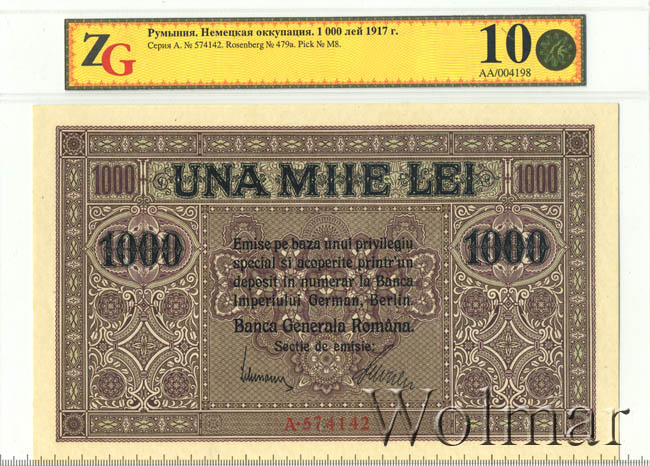 ZG
Румыния. Немецкая оккупация. 1 000 лей 1917 г.
Серия А. № 574142. Rosenberg № 479a. Pick № M8.
10
AA/004198
1000 UNA MIIE LEI 1000
1000 1000
Emise pe baza unui privilegiu
special si acoperite printr'un
deposit în numerar la Banca
Imperiului German, Berlin.
Banca Generala Română.
Sectie de emisie:
A·574142
Wolmar